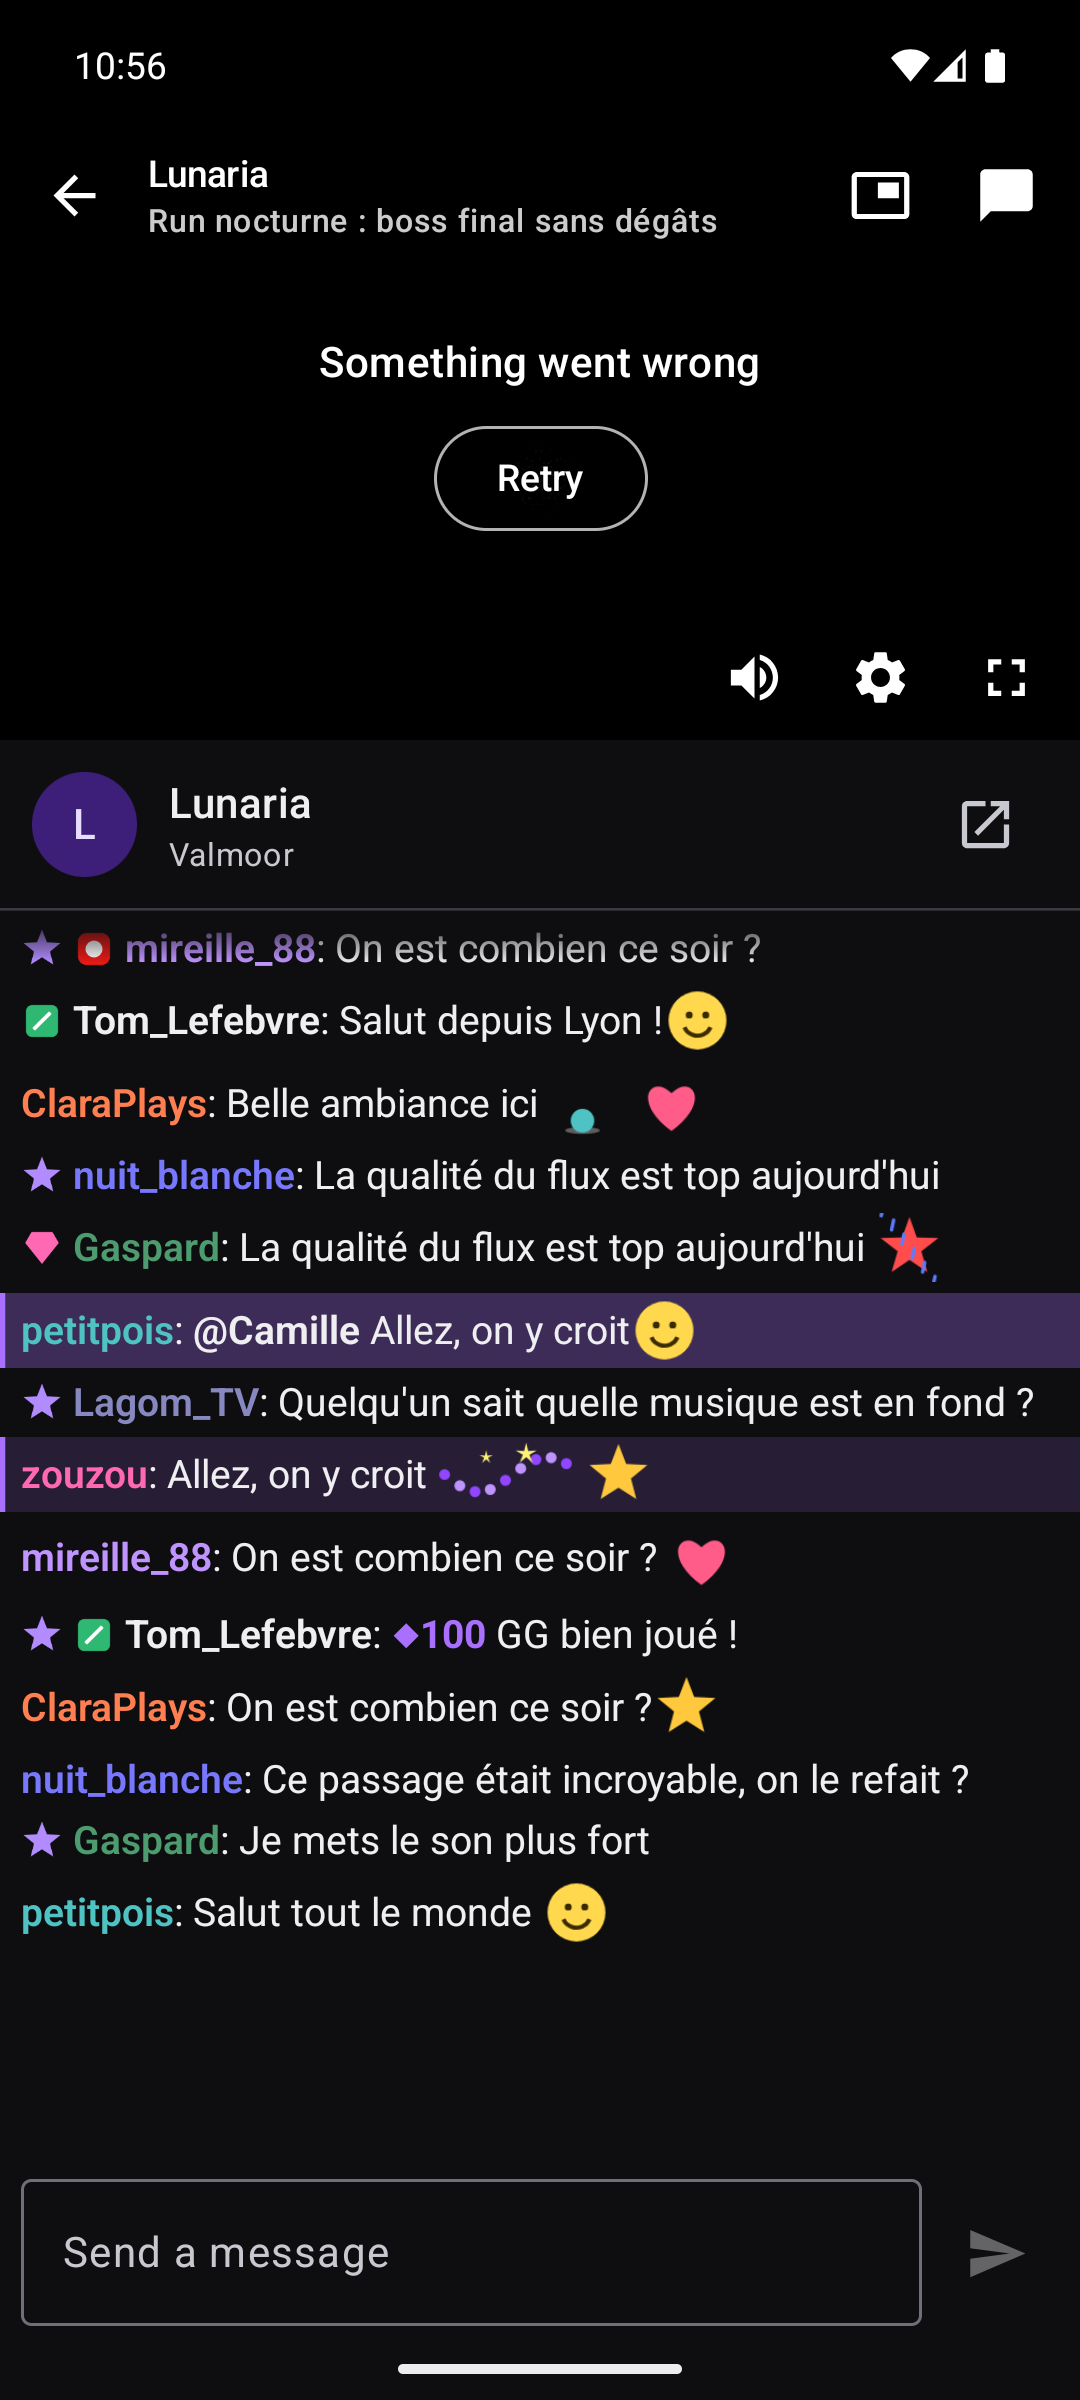 10:56
Lunaria
Run nocturne : boss final sans dégâts
Something went wrong
Retry
L
Lunaria
Valmoor
mireille_88: On est combien ce soir ?
Tom_Lefebvre: Salut depuis Lyon !
ClaraPlays: Belle ambiance ici
nuit_blanche: La qualité du flux est top aujourd'hui
Gaspard: La qualité du flux est top aujourd'hui
petitpois: @Camille Allez, on y croit
Lagom_TV: Quelqu'un sait quelle musique est en fond ?
zouzou: Allez, on y croit
mireille_88: On est combien ce soir ?
Tom_Lefebvre: 100 GG bien joué !
ClaraPlays: On est combien ce soir ?
nuit_blanche: Ce passage était incroyable, on le refait ?
Gaspard: Je mets le son plus fort
petitpois: Salut tout le monde
Send a message